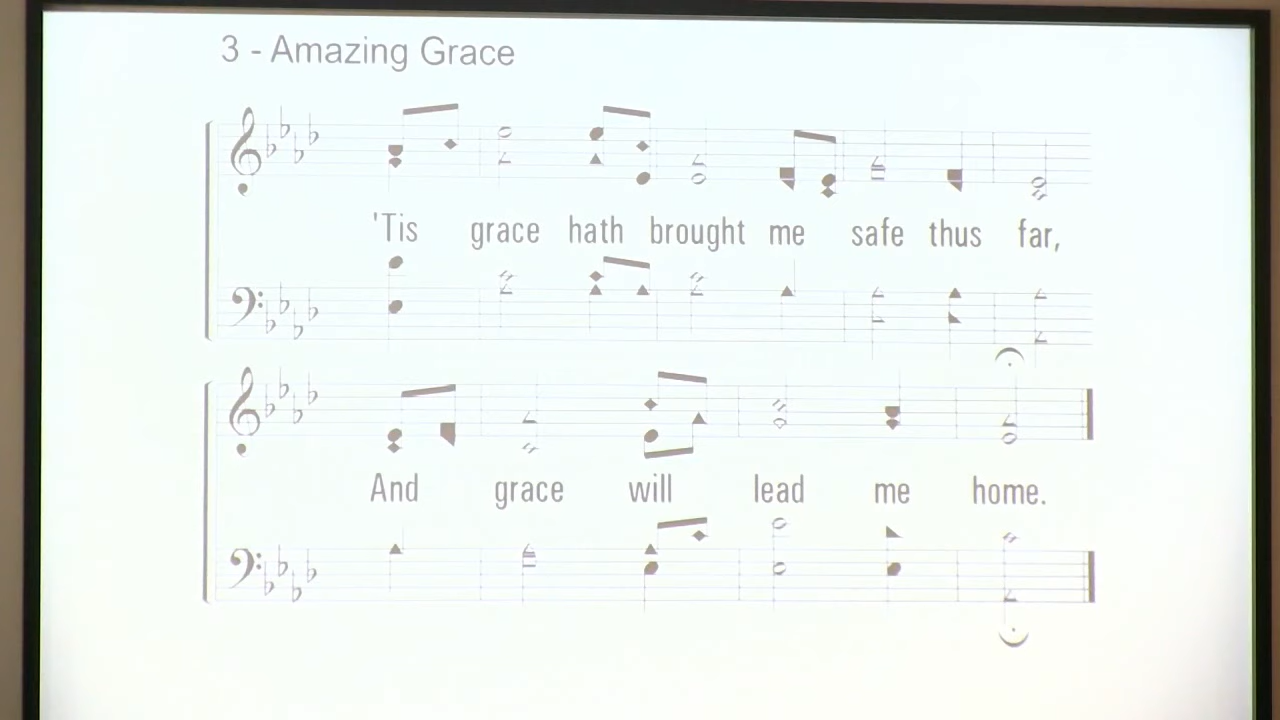 3 - Amazing Grace
'Tis grace hath brought me safe thus far,
And grace will lead me home.